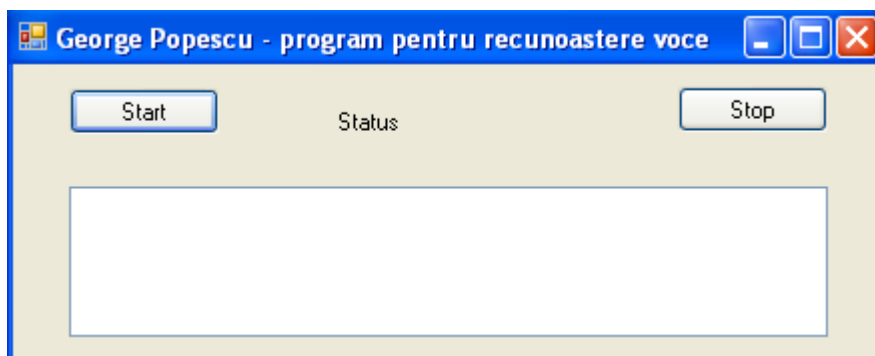 George Popescu - program pentru recunoastere voce
Start
Status
Stop